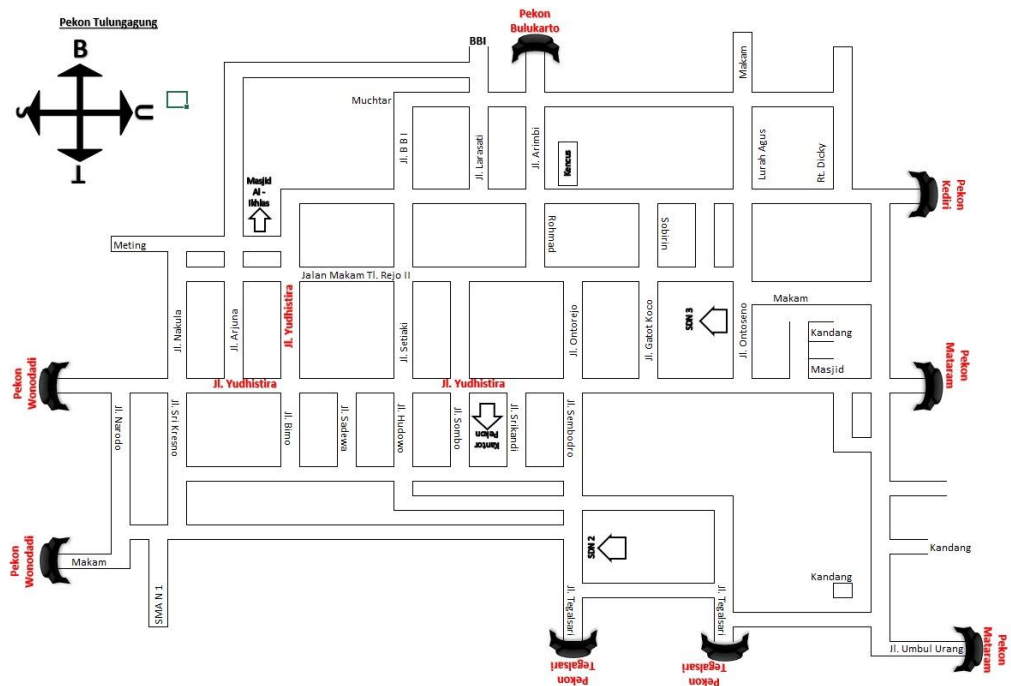 Pekon Tulungagung
B
S
U
T
BBI
Pekon
Bulukarto
Makam
Muchtar
Jl. B B I
Jl. Larasati
Jl. Arimbi
Kencus
Lurah Agus
Rt. Dicky
Pekon
Kediri
Masjid
Al -
Ikhlas
Meting
Rohmad
Sobirin
Jalan Makam Tl. Rejo II
Makam
Jl. Nakula
Jl. Arjuna
Jl. Yudhistira
Jl. Setiaki
Jl. Ontorejo
Jl. Gatot Koco
SDN 3
Jl. Ontoseno
Kandang
Masjid
Pekon
Wonodadi
Jl. Yudhistira
Jl. Yudhistira
Pekon
Mataram
Jl. Narodo
Jl. Sri Kresno
Jl. Bimo
Jl. Sadewa
Jl. Hudowo
Jl. Sombo
Kantor
Pekon
Jl. Srikandi
Jl. Sembodro
Pekon
Wonodadi
Makam
SMA N 1
SDN 2
Kandang
Kandang
Jl. Tegalsari
Jl. Tegalsari
Jl. Umbul Urang
Pekon
Mataram
Pekon
Tegalsari
Pekon
Tegalsari